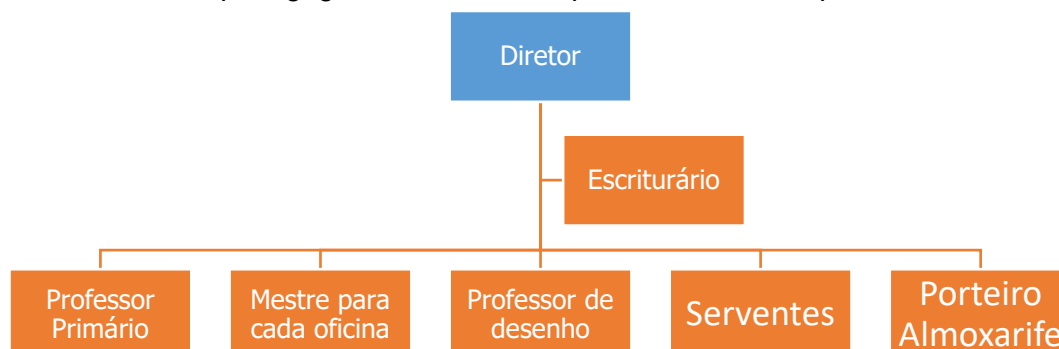 Diretor
Escriturário
Professor
Primário
Mestre para
cada oficina
Professor de
desenho
Serventes
Porteiro
Almoxarife